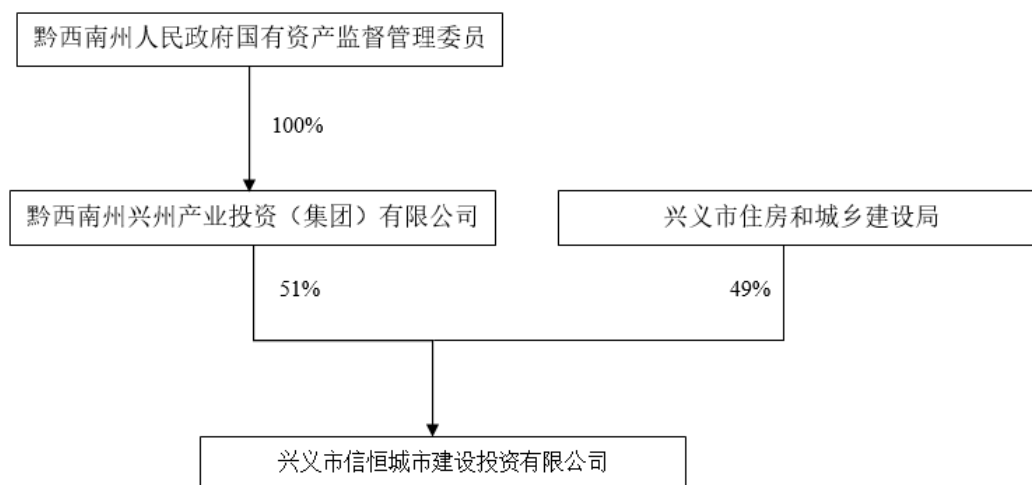 黔西南州人民政府国有资产监督管理委员
100%
黔西南州兴州产业投资（集团）有限公司
兴义市住房和城乡建设局
51%
49%
兴义市信恒城市建设投资有限公司